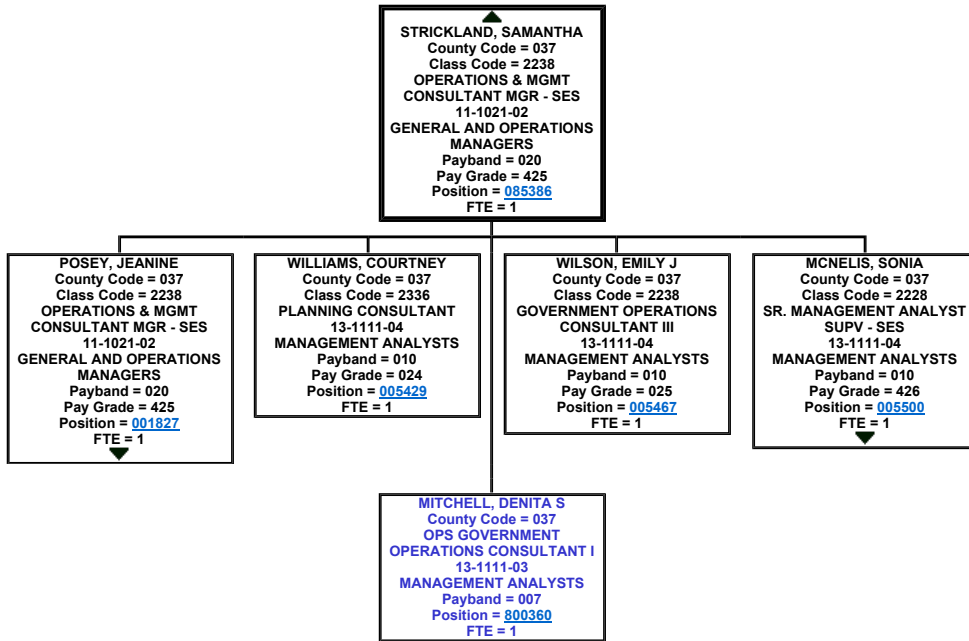 STRICKLAND, SAMANTHA
County Code = 037
Class Code = 2238
OPERATIONS & MGMT
CONSULTANT MGR - SES
11-1021-02
GENERAL AND OPERATIONS
MANAGERS
Payband = 020
Pay Grade = 425
Position = 085386
FTE = 1
POSEY, JEANINE
County Code = 037
Class Code = 2238
OPERATIONS & MGMT
CONSULTANT MGR - SES
11-1021-02
GENERAL AND OPERATIONS
MANAGERS
Payband = 020
Pay Grade = 425
Position = 001827
FTE = 1
WILLIAMS, COURTNEY
County Code = 037
Class Code = 2336
PLANNING CONSULTANT
13-1111-04
MANAGEMENT ANALYSTS
Payband = 010
Pay Grade = 024
Position = 005429
FTE = 1
WILSON, EMILY J
County Code = 037
Class Code = 2238
GOVERNMENT OPERATIONS
CONSULTANT III
13-1111-04
MANAGEMENT ANALYSTS
Payband = 010
Pay Grade = 025
Position = 005467
FTE = 1
MCNELIS, SONIA
County Code = 037
Class Code = 2228
SR. MANAGEMENT ANALYST
SUPV - SES
13-1111-04
MANAGEMENT ANALYSTS
Payband = 010
Pay Grade = 426
Position = 005500
FTE = 1
MITCHELL, DENITA S
County Code = 037
OPS GOVERNMENT
OPERATIONS CONSULTANT I
13-1111-03
MANAGEMENT ANALYSTS
Payband = 007
Position = 800360
FTE = 1